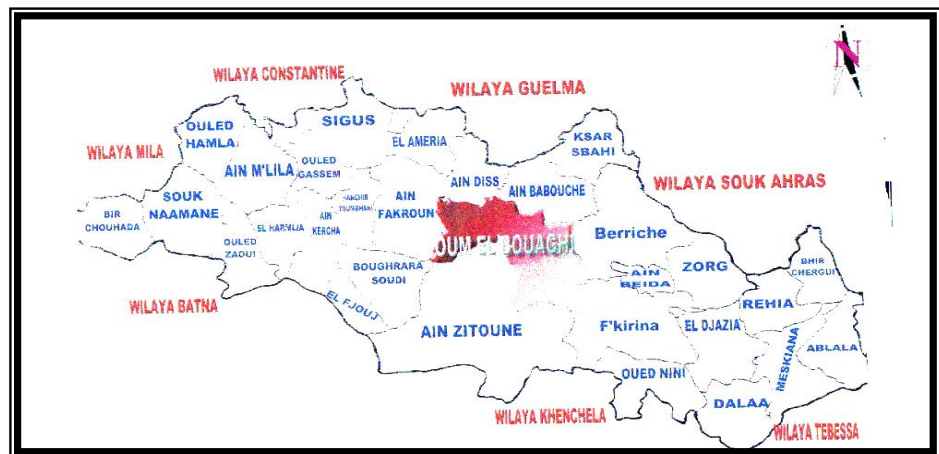 N
WILAYA CONSTANTINE
WILAYA GUELMA
SIGUS
OULED
HAMLA
EL AMERIA
KSAR
SBAHI
WILAYA MILA
AIN M'LILA
OULED
GASSEM
AIN DISS
AIN BABOUCHE
WILAYA SOUK AHRAS
SOUK
NAAMANE
AIN
FAKROUN
BIR
CHOUHADA
EL HARMLIA
AIN
KERCHA
OUM EL BOUAGHI
Berriche
OULED
ZAOUI
BOUGHRARA
SOUDI
ZORG
BHIR
CHERGUI
AIN
BEIDA
WILAYA BATNA
EL FJOUJ
REHIA
AIN ZITOUNE
F'kirina
EL DJAZIA
MESKIANA
ABLALA
OUED NINI
DALAA
WILAYA KHENCHELA
WILAYA TEBESSA